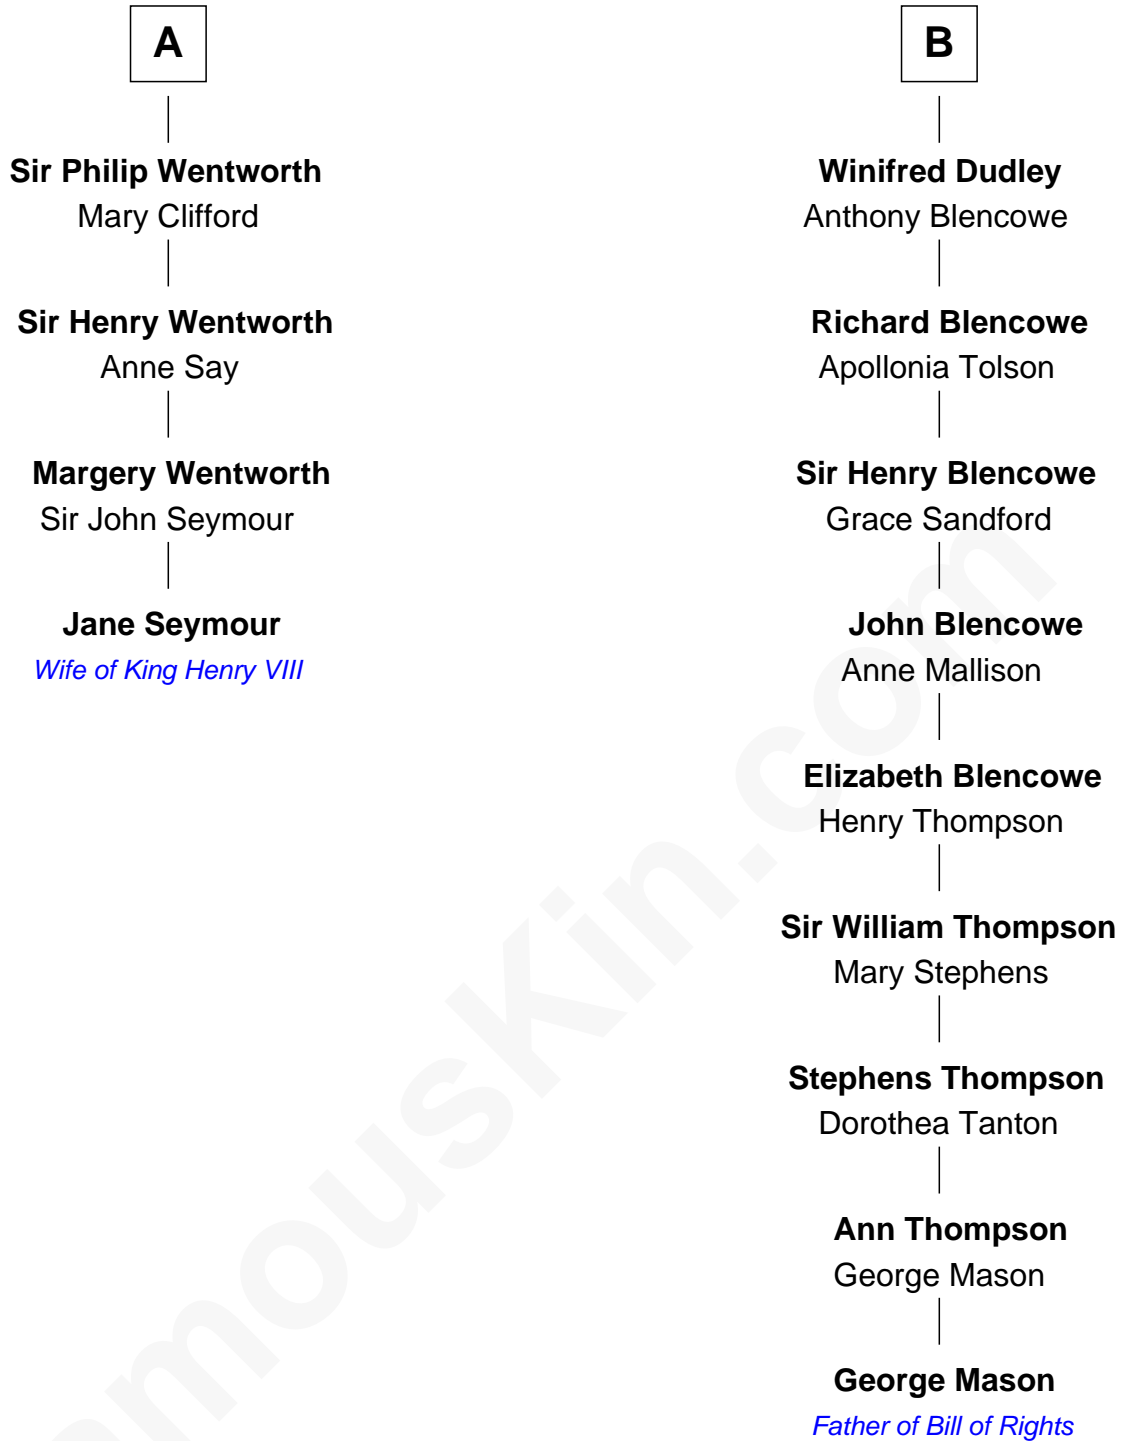 A
Sir Philip Wentworth
Mary Clifford
Sir Henry Wentworth
Anne Say
Margery Wentworth
Sir John Seymour
Jane Seymour
Wife of King Henry VIII
B
Winifred Dudley
Anthony Blencowe
Richard Blencowe
Apollonia Tolson
Sir Henry Blencowe
Grace Sandford
John Blencowe
Anne Mallison
Elizabeth Blencowe
Henry Thompson
Sir William Thompson
Mary Stephens
Stephens Thompson
Dorothea Tanton
Ann Thompson
George Mason
George Mason
Father of Bill of Rights
amousKin.com